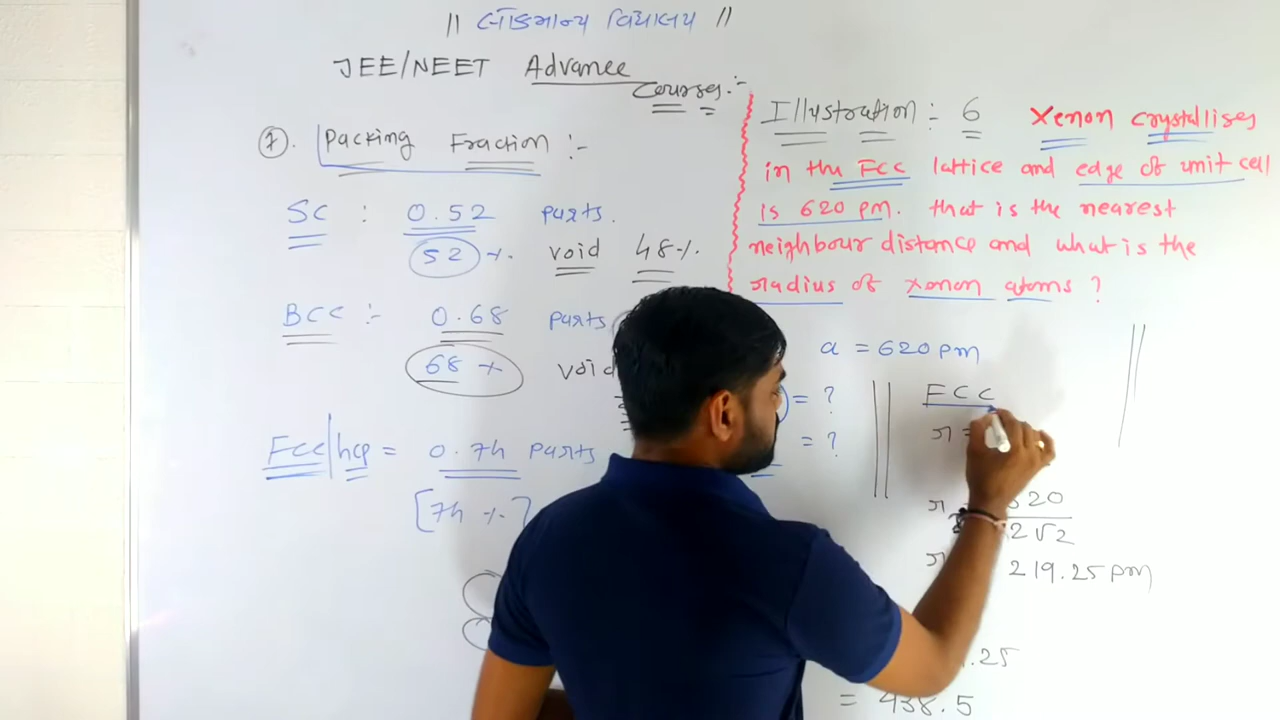 || लोकमान्य विद्यालय ||
JEE/NEET Advance
Courses:-
7. Packing Fraction :-
SC : 0.52 parts.
52 %. void 48%.
BCC :- 0.68 parts
68 % void
FCC|hcp = 0.74 parts
[74 %]
Illustration:- 6 Xenon crystallises
in the FCC lattice and edge of unit cell
is 620 pm. that is the nearest
neighbour distance and what is the
radius of xenon atoms ?
a = 620 pm
= ?
= ?
FCC
r =
r 620
2√2
r 219.25 pm
.25
= 438.5